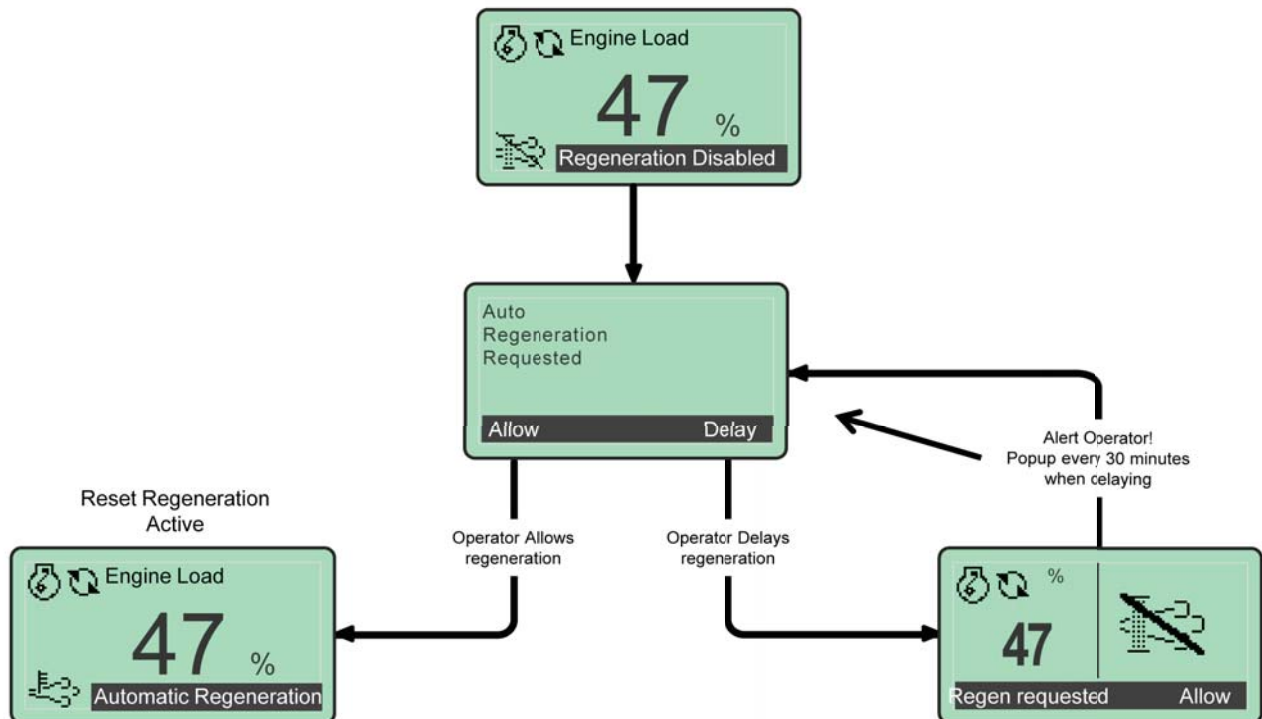 Engine Load
47 %
Regeneration Disabled
Auto
Regeneration
Requested
Allow Delay
Alert Operator!
Popup every 30 minutes
when delaying
Reset Regeneration
Active
Operator Allows
regeneration
Operator Delays
regeneration
Engine Load
47 %
Automatic Regeneration
%
47
Regen requested Allow